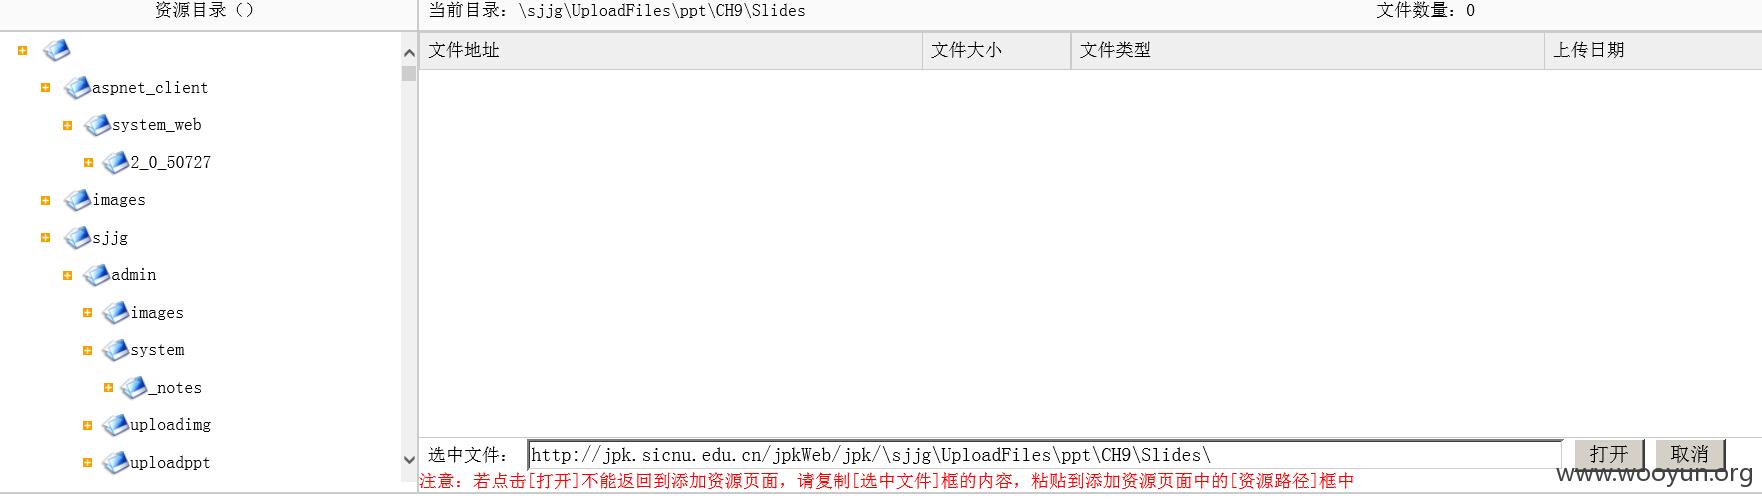 资源目录（） 当前目录：\sjjg\UploadFiles\ppt\CH9\Slides 文件数量：0
文件地址 文件大小 文件类型 上传日期
aspnet_client
system_web
2_0_50727
images
sjjg
admin
images
system
_notes
uploadimg
uploadppt
选中文件： http://jpk.sicnu.edu.cn/jpkWeb/jpk/\sjjg\UploadFiles\ppt\CH9\Slides\ 打开 取消
注意：若点击[打开]不能返回到添加资源页面，请复制[选中文件]框的内容，粘贴到添加资源页面中的[资源路径]框中
www.wooyun.org